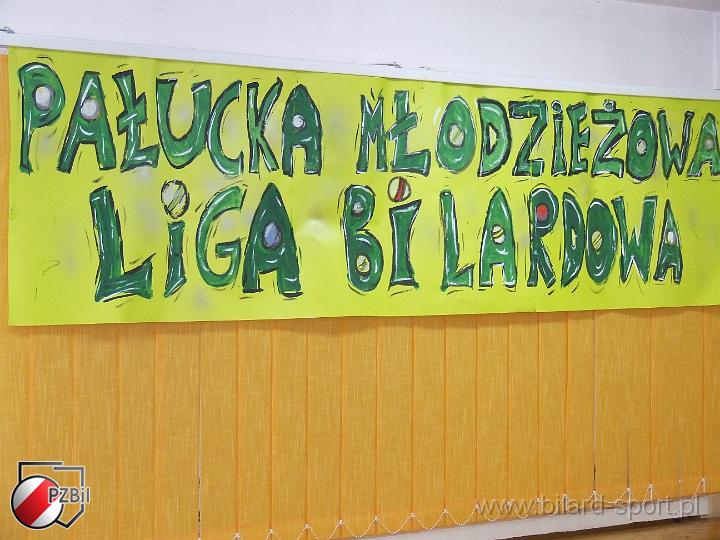 PAŁUCKA MŁODZIEŻOWA
LIGA BILARDOWA
PZBil
www.bilard-sport.pl